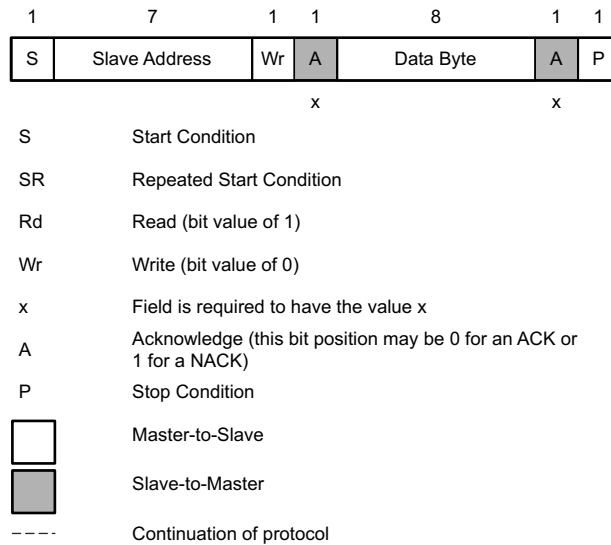 1 7 1 1 8 1 1
S Slave Address Wr A Data Byte A P
x x
S Start Condition
SR Repeated Start Condition
Rd Read (bit value of 1)
Wr Write (bit value of 0)
x Field is required to have the value x
A Acknowledge (this bit position may be 0 for an ACK or
1 for a NACK)
P Stop Condition
Master-to-Slave
Slave-to-Master
Continuation of protocol